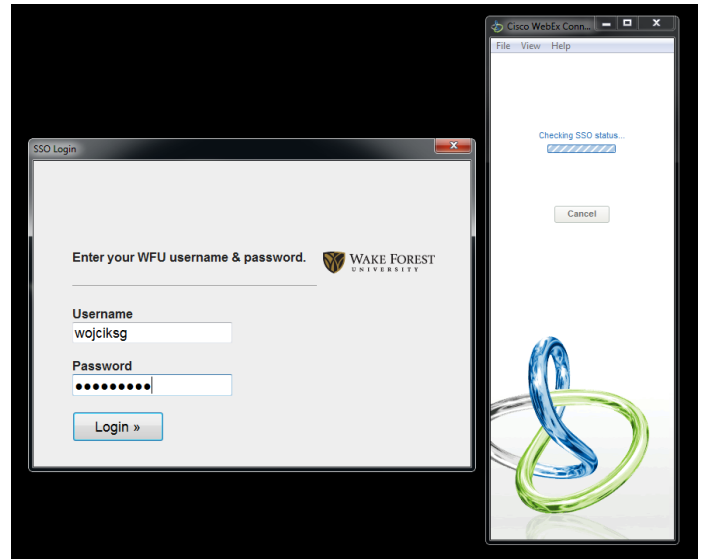 SSO Login
Enter your WFU username & password.
WAKE FOREST
UNIVERSITY
Username
wojciksg
Password
•••••••••
Login »
Cisco WebEx Conn...
File View Help
Checking SSO status...
Cancel